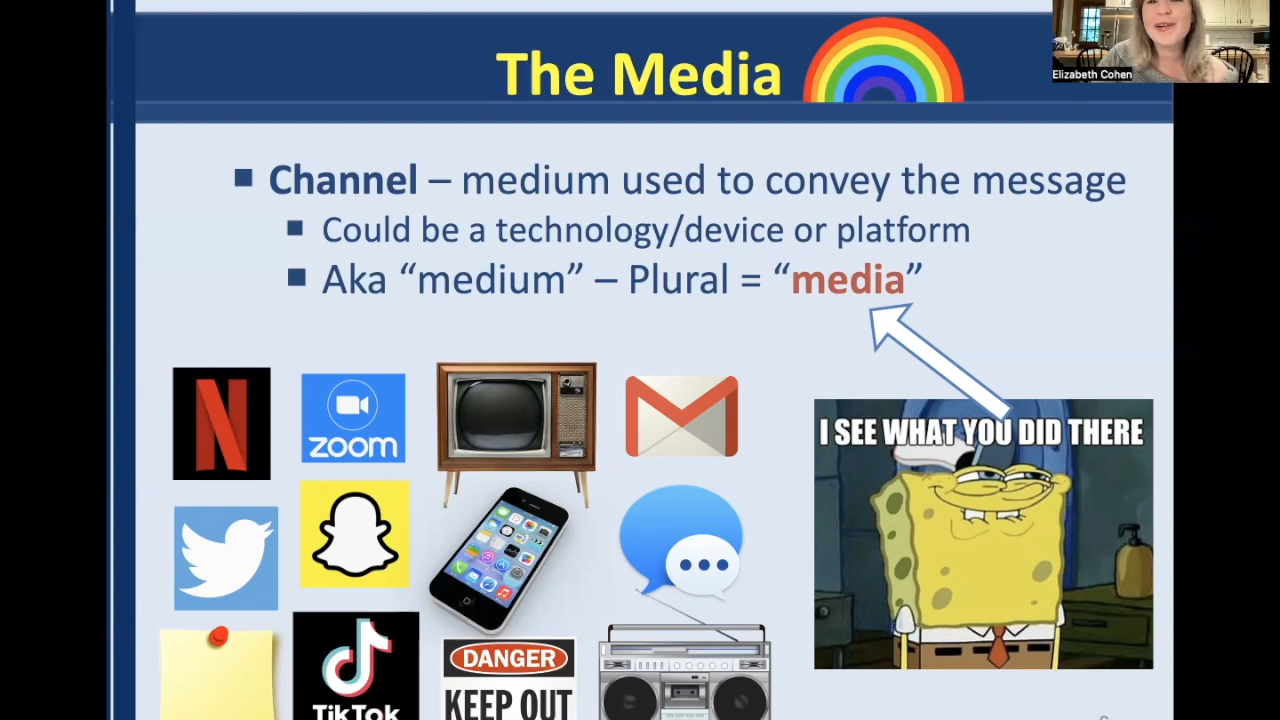 The Media
Elizabeth Cohen
■ Channel – medium used to convey the message
■ Could be a technology/device or platform
■ Aka “medium” – Plural = “media”
N
zoom
I SEE WHAT YOU DID THERE
DANGER
KEEP OUT
TikTok